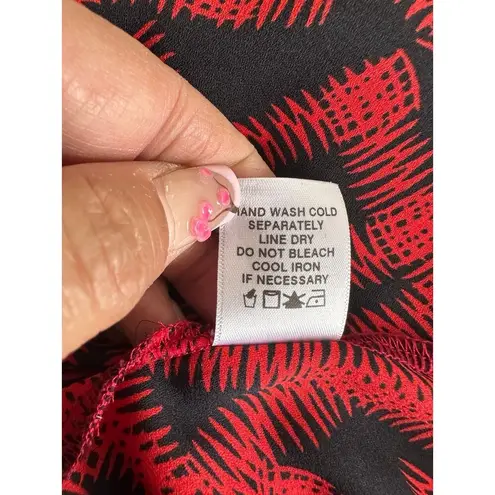 HAND WASH COLD
SEPARATELY
LINE DRY
DO NOT BLEACH
COOL IRON
IF NECESSARY